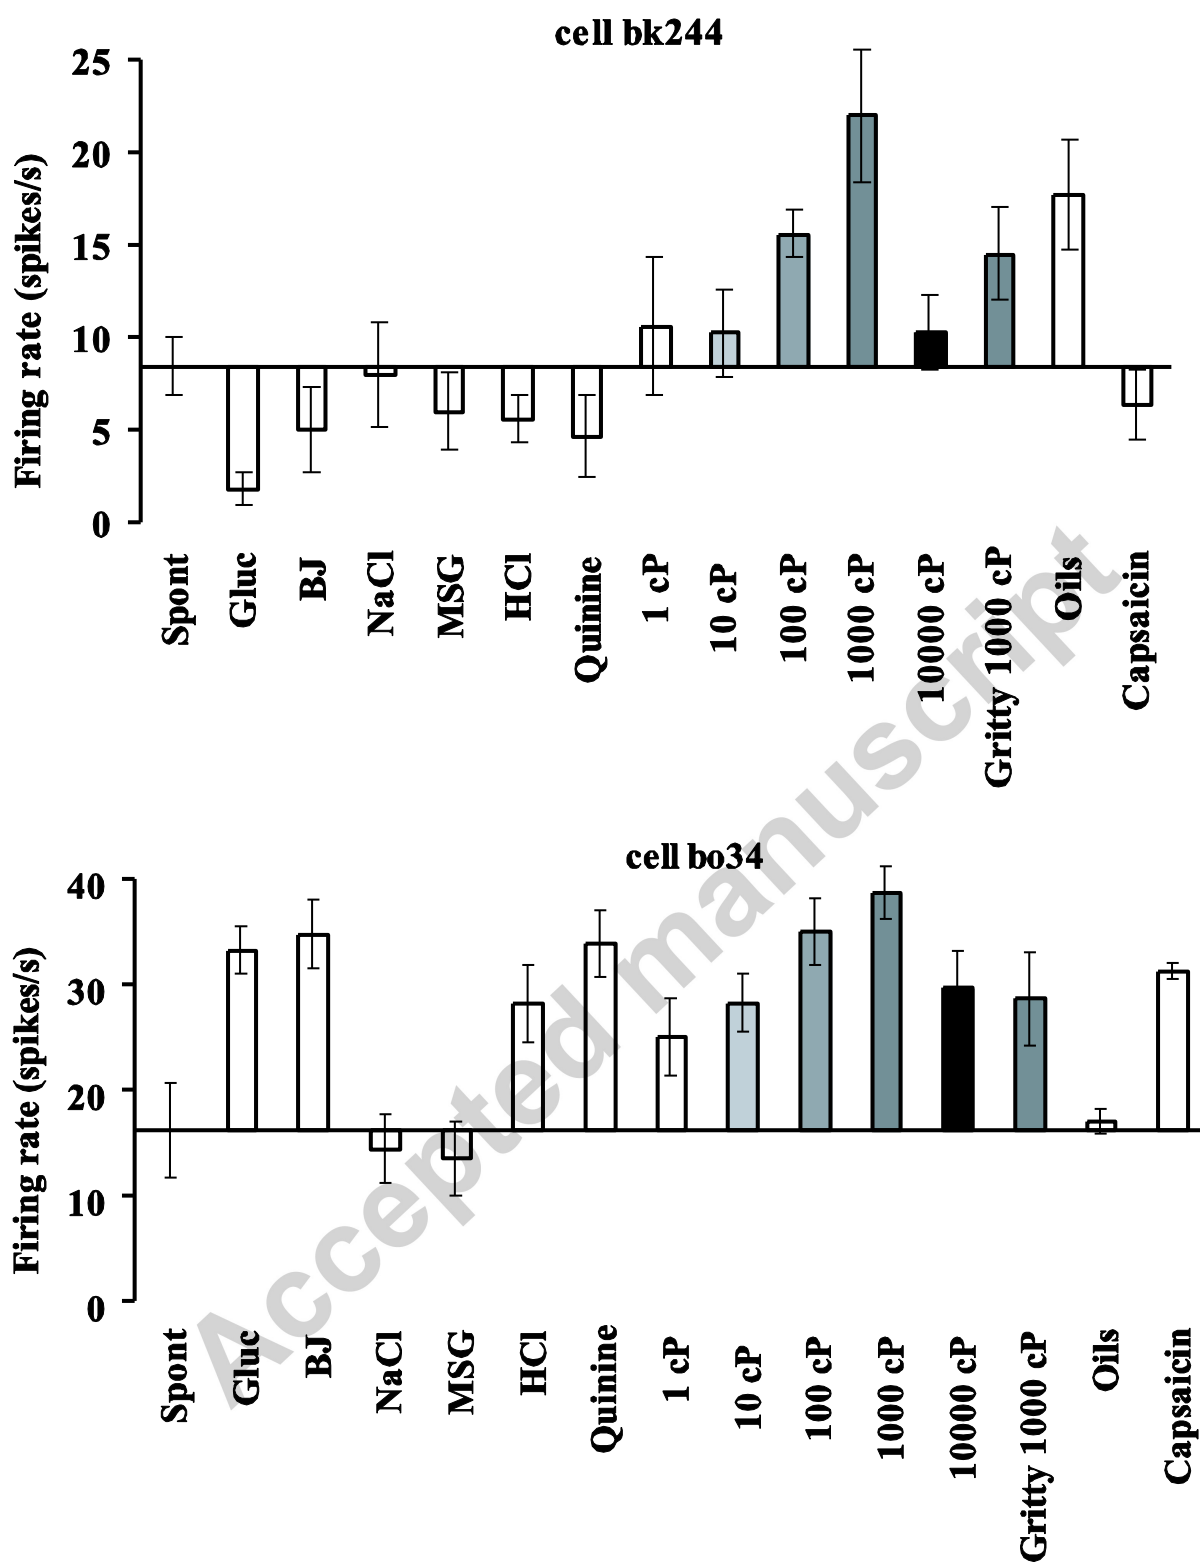 cell bk244
Firing rate (spikes/s)
25
20
15
10
5
0
Spont
Gluc
BJ
NaCl
MSG
HCl
Quinine
1 cP
10 cP
100 cP
1000 cP
10000 cP
Gritty 1000 cP
Oils
Capsaicin
cell bo34
Firing rate (spikes/s)
40
30
20
10
0
Spont
Gluc
BJ
NaCl
MSG
HCl
Quinine
1 cP
10 cP
100 cP
1000 cP
10000 cP
Gritty 1000 cP
Oils
Capsaicin
Accepted manuscript